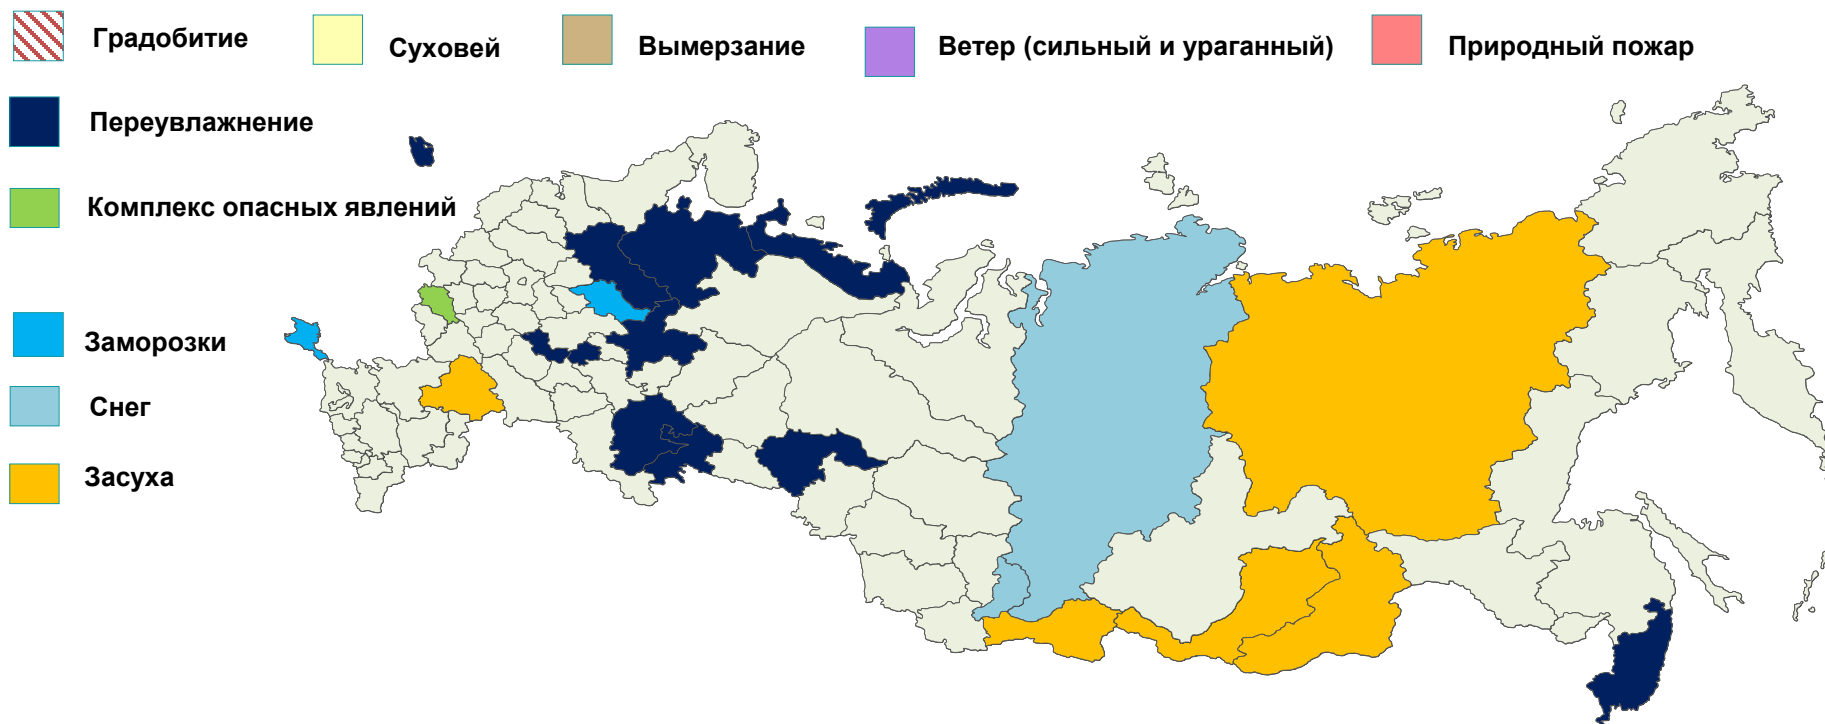 Градобитие
Суховей
Вымерзание
Ветер (сильный и ураганный)
Природный пожар
Переувлажнение
Комплекс опасных явлений
Заморозки
Снег
Засуха